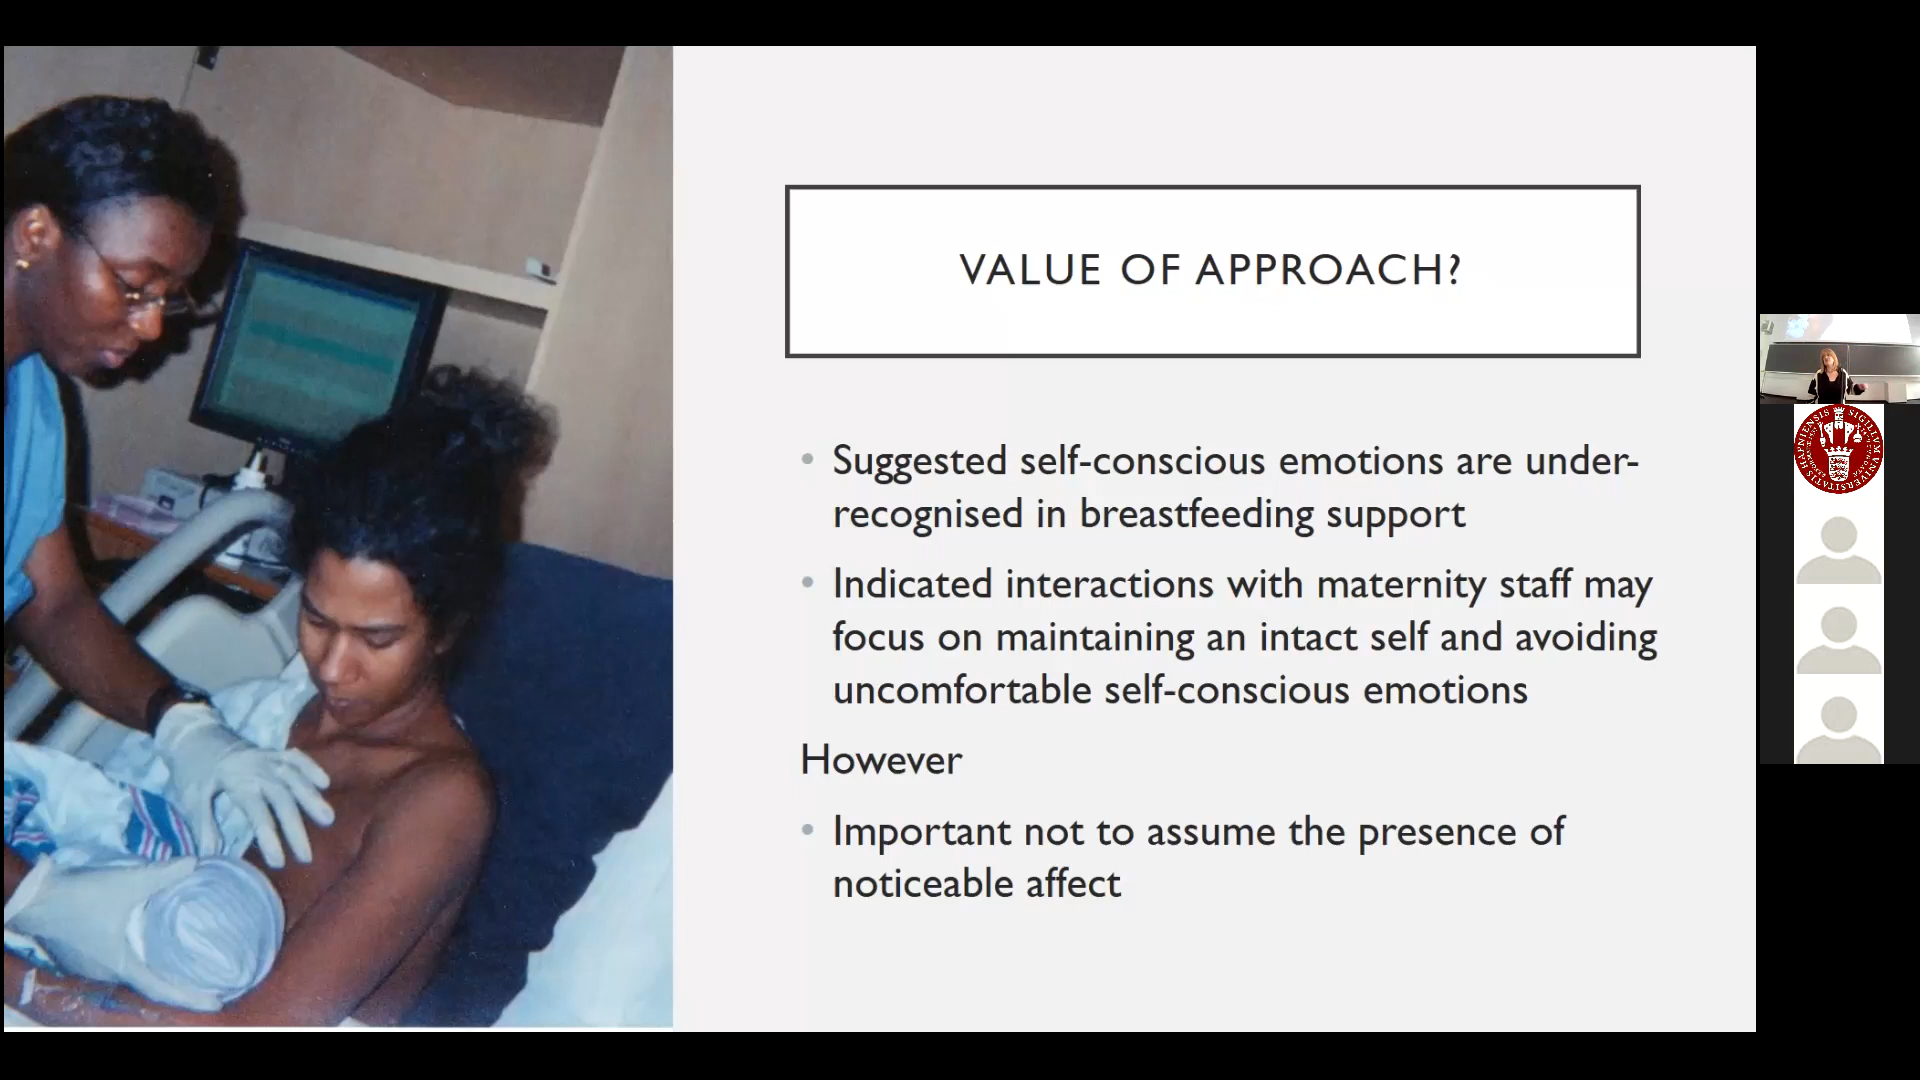 VALUE OF APPROACH?
• Suggested self-conscious emotions are under-
recognised in breastfeeding support
• Indicated interactions with maternity staff may
focus on maintaining an intact self and avoiding
uncomfortable self-conscious emotions
However
• Important not to assume the presence of
noticeable affect